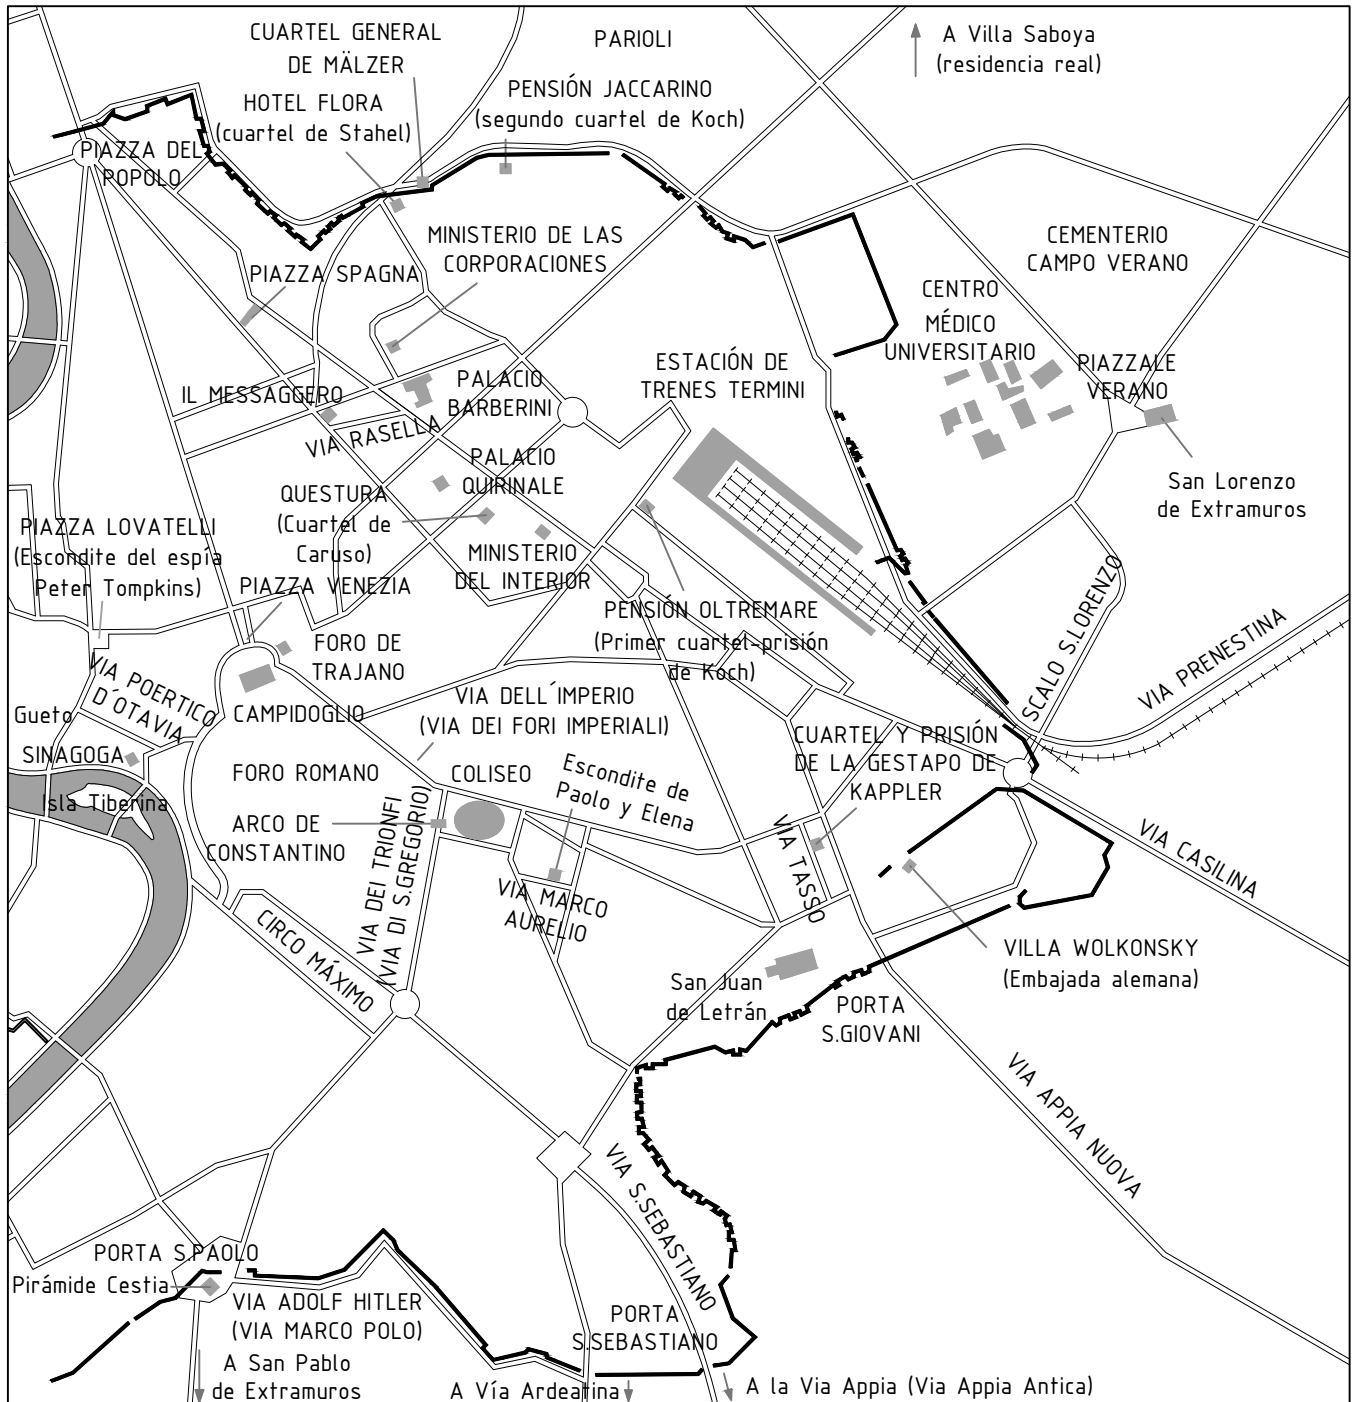 CUARTEL GENERAL
DE MÄLZER
PARIOLI
A Villa Saboya
(residencia real)
HOTEL FLORA
(cuartel de Stahel)
PENSIÓN JACCARINO
(segundo cuartel de Koch)
PIAZZA DEL
POPOLO
MINISTERIO DE LAS
CORPORACIONES
CEMENTERIO
CAMPO VERANO
PIAZZA SPAGNA
CENTRO
MÉDICO
UNIVERSITARIO
ESTACIÓN DE
TRENES TERMINI
PIAZZALE
VERANO
IL MESSAGGERO
PALACIO
BARBERINI
VIA RASELLA
PALACIO
QUIRINALE
San Lorenzo
de Extramuros
QUESTURA
(Cuartel de
Caruso)
PIAZZA LOVATELLI
(Escondite del espía
Peter Tompkins)
MINISTERIO
DEL INTERIOR
PIAZZA VENEZIA
PENSIÓN OLTREMARE
(Primer cuartel-prisión
de Koch)
SCALO S.LORENZO
VIA PRENESTINA
FORO DE
TRAJANO
VIA POERTICO
D´OTAVIA
CAMPIDOGLIO
VIA DELL´IMPERIO
(VIA DEI FORI IMPERIALI)
Gueto
SINAGOGA
CUARTEL Y PRISIÓN
DE LA GESTAPO DE
KAPPLER
FORO ROMANO
COLISEO
Escondite de
Paolo y Elena
Isla Tiberina
ARCO DE
CONSTANTINO
VIA DEI TRIONFI
(VIA DI S.GREGORIO)
VIA TASSO
VIA CASILINA
VIA MARCO
AURELIO
CIRCO MÁXIMO
VILLA WOLKONSKY
(Embajada alemana)
San Juan
de Letrán
PORTA
S.GIOVANI
VIA APPIA NUOVA
VIA S.SEBASTIANO
PORTA S.PAOLO
Pirámide Cestia
VIA ADOLF HITLER
(VIA MARCO POLO)
PORTA
S.SEBASTIANO
A San Pablo
de Extramuros
A Vía Ardeatina
A la Via Appia (Via Appia Antica)